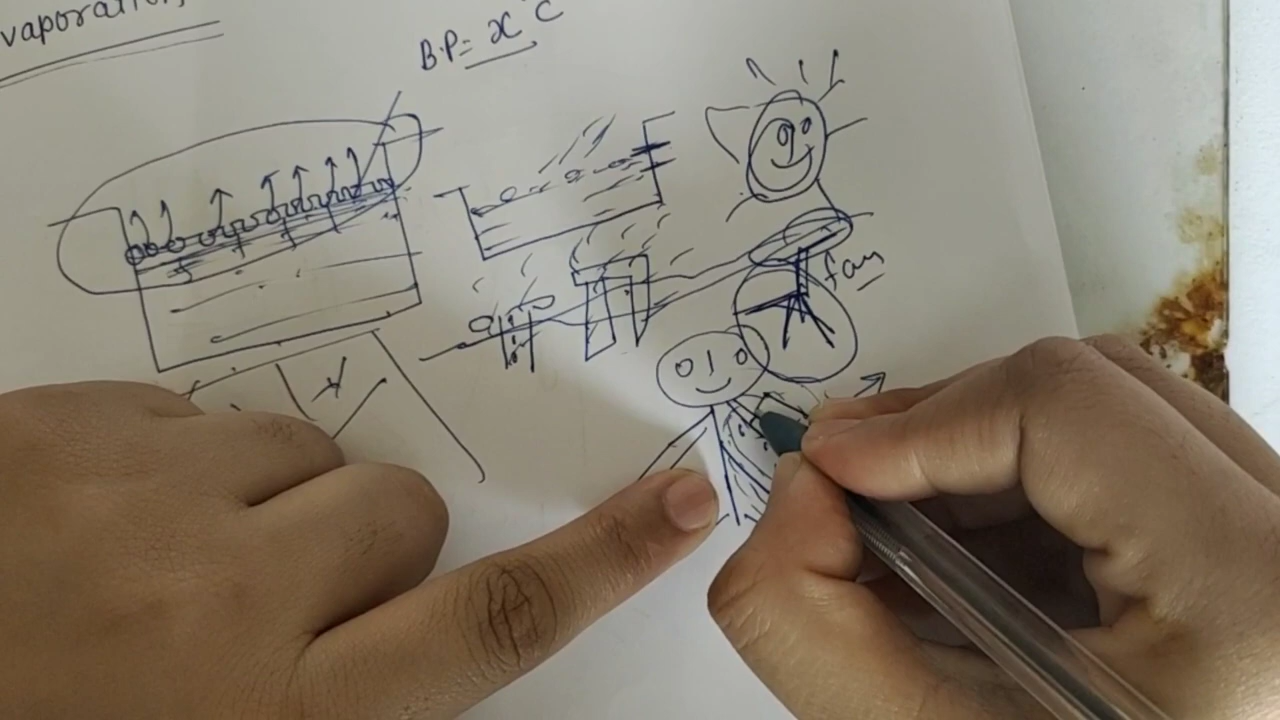 vaporation,
B.P = x°C
fan